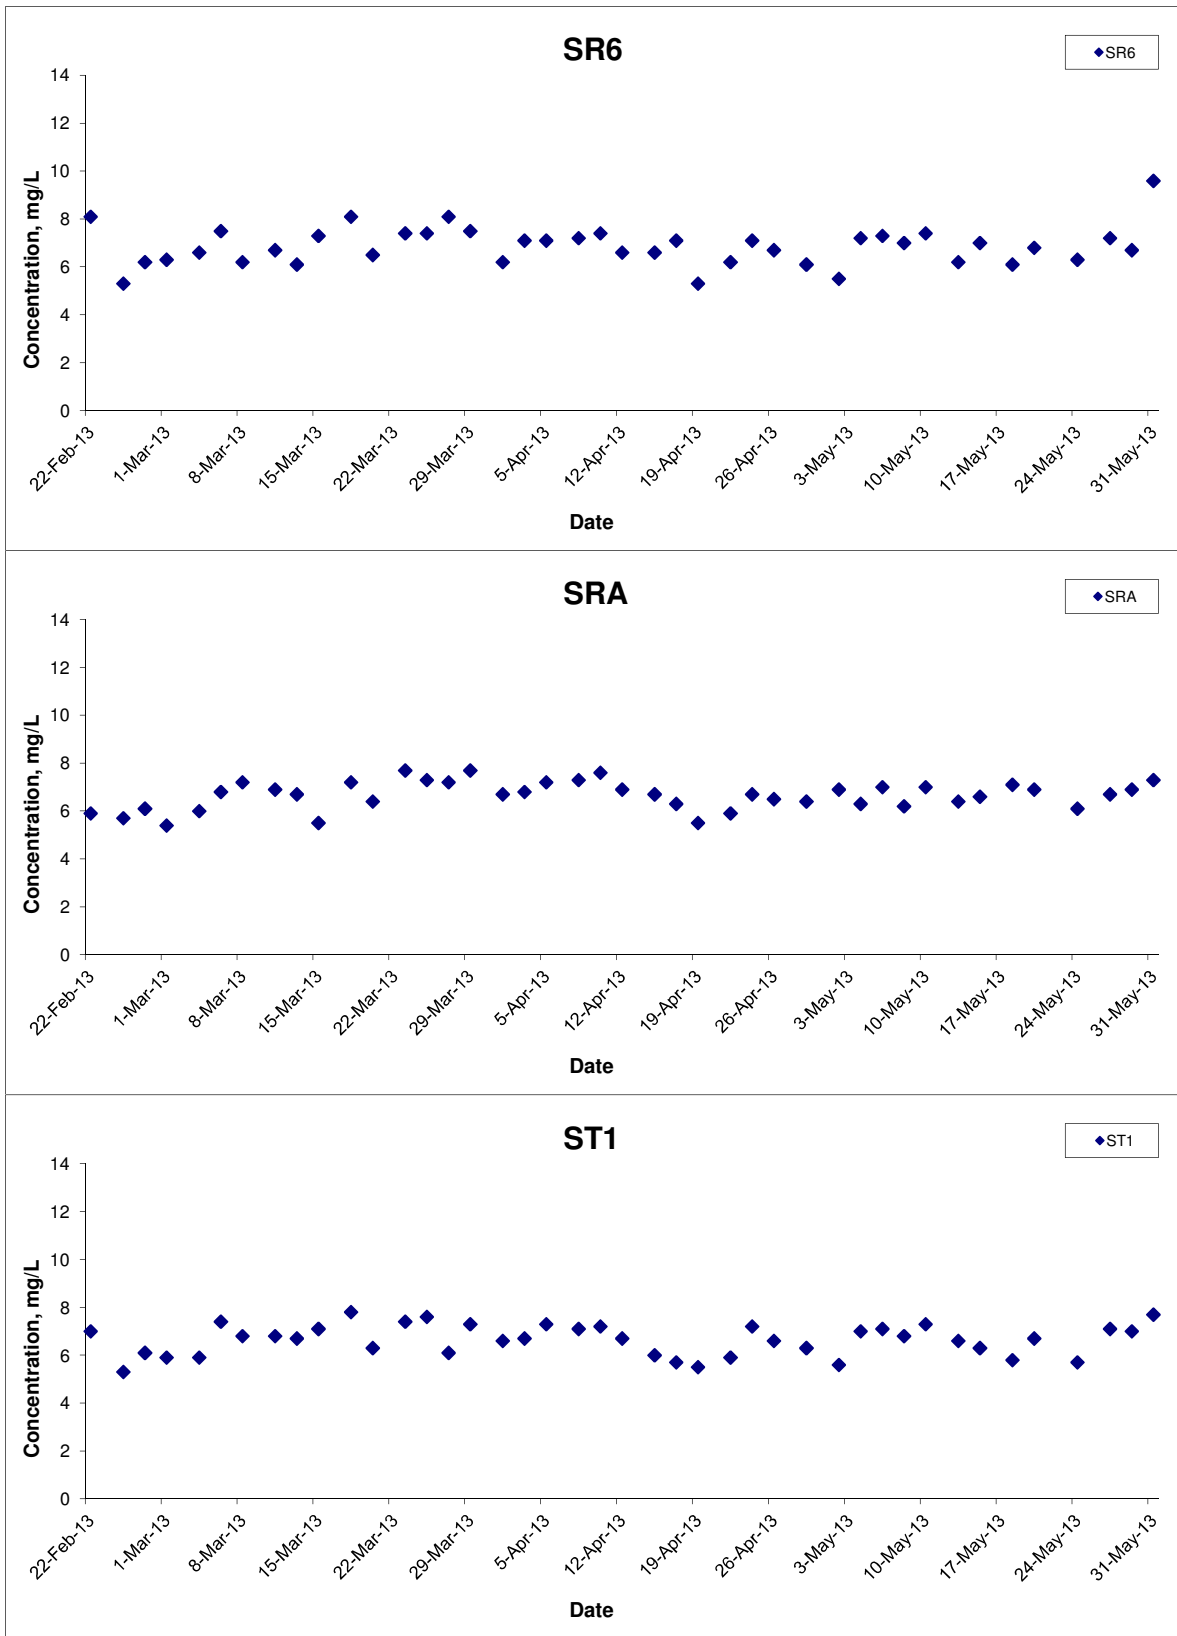 SR6
SR6
14
12
10
8
6
4
2
0
Concentration, mg/L
22-Feb-13
1-Mar-13
8-Mar-13
15-Mar-13
22-Mar-13
29-Mar-13
5-Apr-13
12-Apr-13
19-Apr-13
26-Apr-13
3-May-13
10-May-13
17-May-13
24-May-13
31-May-13
Date
SRA
SRA
14
12
10
8
6
4
2
0
Concentration, mg/L
22-Feb-13
1-Mar-13
8-Mar-13
15-Mar-13
22-Mar-13
29-Mar-13
5-Apr-13
12-Apr-13
19-Apr-13
26-Apr-13
3-May-13
10-May-13
17-May-13
24-May-13
31-May-13
Date
ST1
ST1
14
12
10
8
6
4
2
0
Concentration, mg/L
22-Feb-13
1-Mar-13
8-Mar-13
15-Mar-13
22-Mar-13
29-Mar-13
5-Apr-13
12-Apr-13
19-Apr-13
26-Apr-13
3-May-13
10-May-13
17-May-13
24-May-13
31-May-13
Date